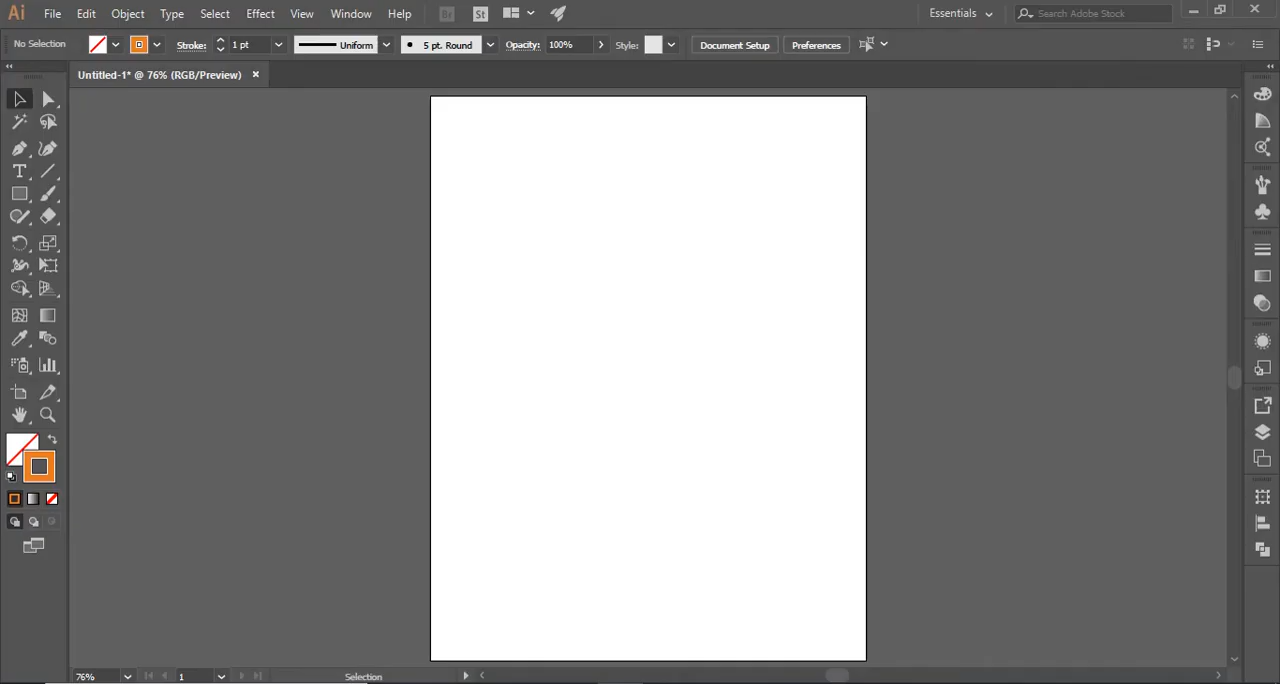 Ai File Edit Object Type Select Effect View Window Help Br St Essentials Search Adobe Stock
No Selection Stroke: 1 pt Uniform 5 pt. Round Opacity: 100% Style: Document Setup Preferences
Untitled-1* @ 76% (RGB/Preview)
T
76% 1 Selection